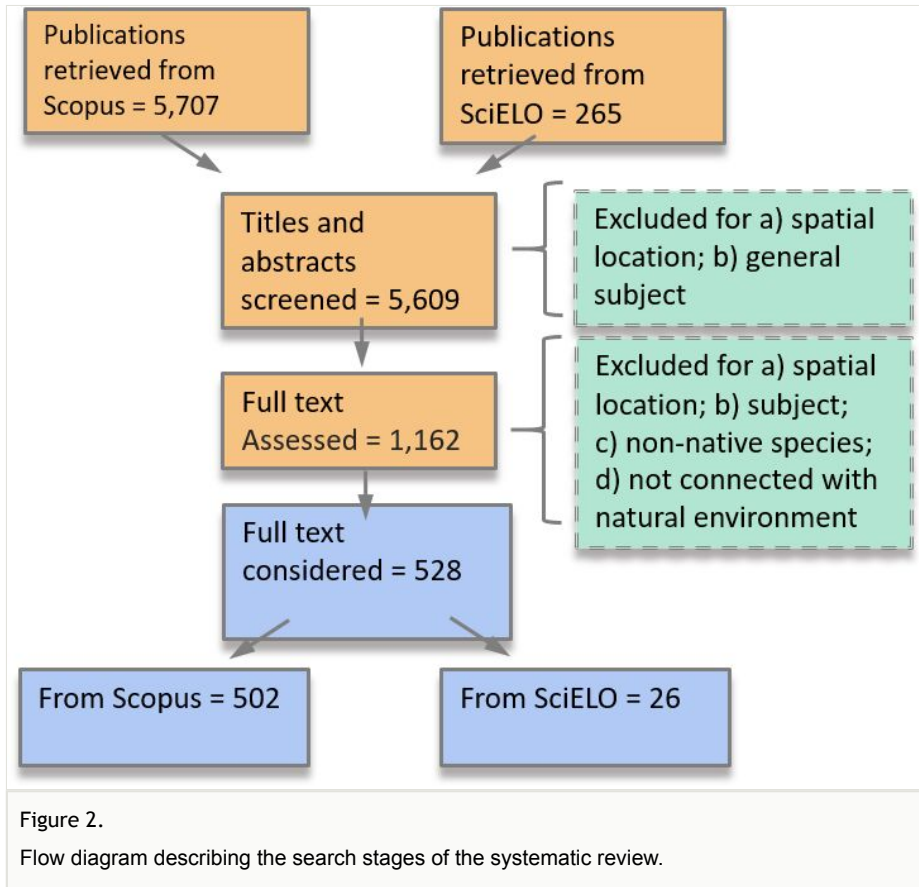 Publications
retrieved from
Scopus = 5,707
Publications
retrieved from
SciELO = 265
Titles and
abstracts
screened = 5,609
Excluded for a) spatial
location; b) general
subject
Full text
Assessed = 1,162
Excluded for a) spatial
location; b) subject;
c) non-native species;
d) not connected with
natural environment
Full text
considered = 528
From Scopus = 502
From SciELO = 26
Figure 2.
Flow diagram describing the search stages of the systematic review.